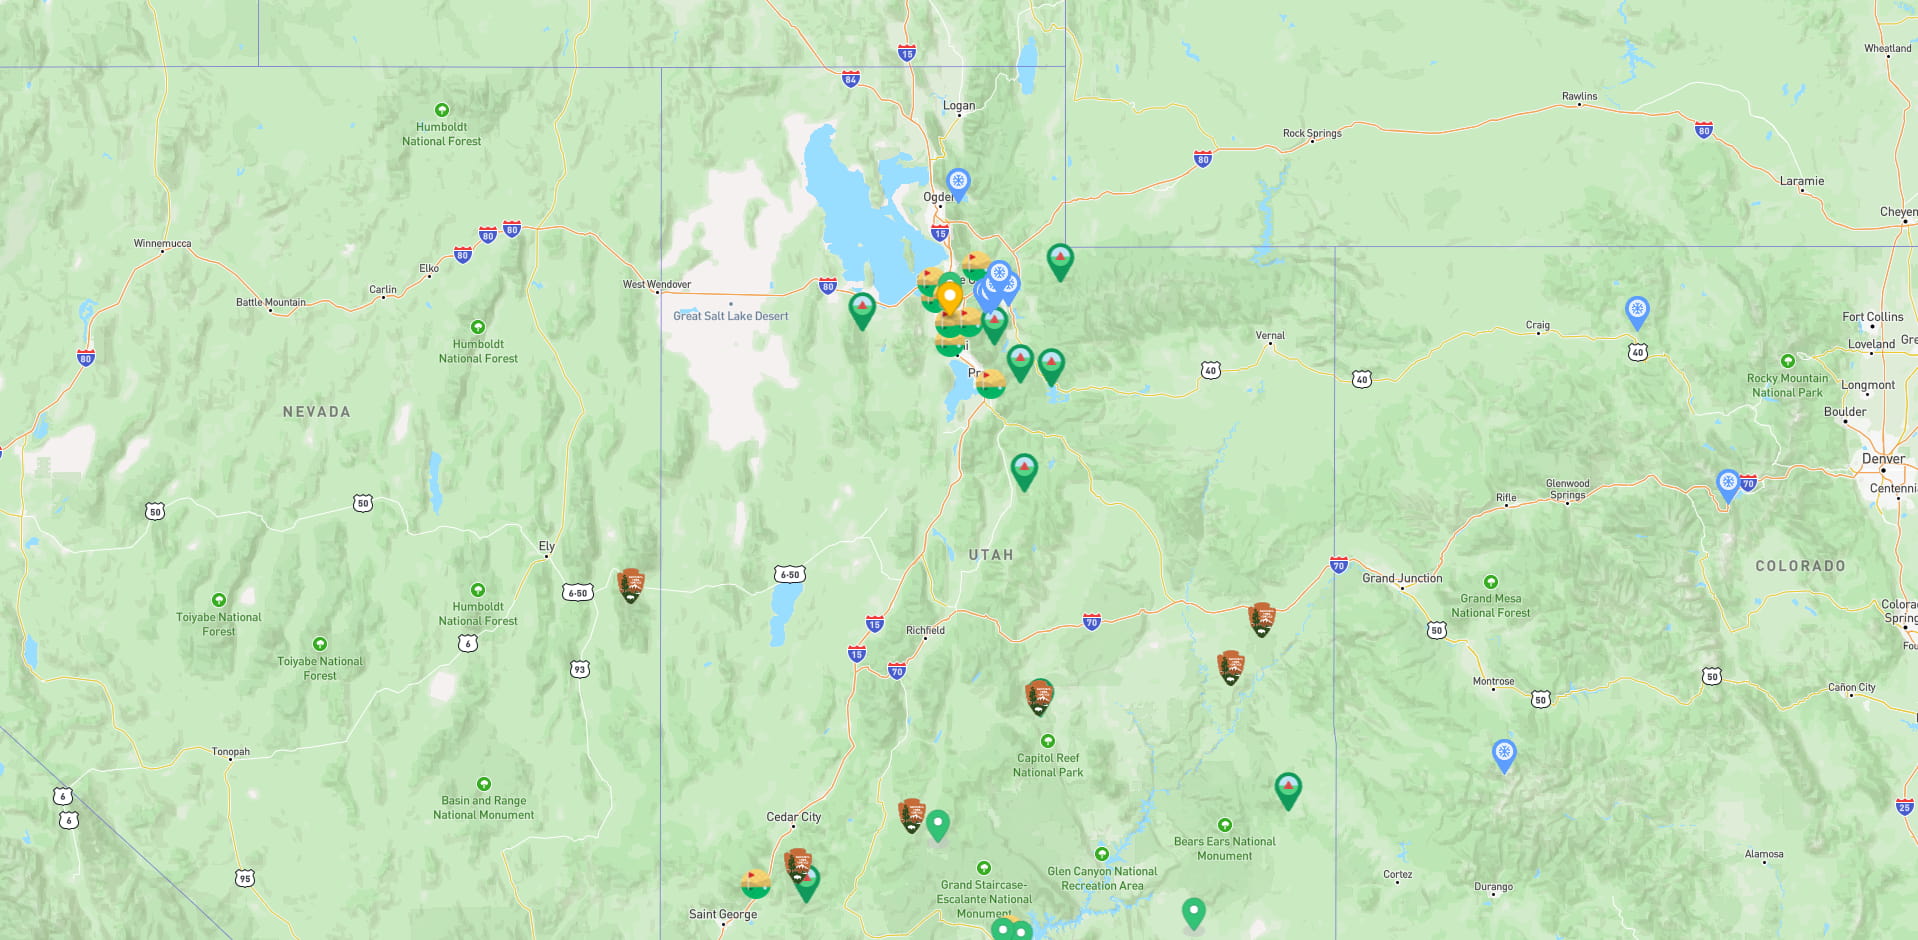 Wheatland
15
84
Logan
Rawlins
Humboldt
National Forest
80
Rock Springs
80
Laramie
Ogden
Cheyen
15
80
80
80
Winnemucca
Elko
Carlin
Battle Mountain
West Wendover
80
Great Salt Lake Desert
Vernal
Craig
Fort Collins
Loveland
Gre
Humboldt
National Forest
80
40
40
40
Rocky Mountain
National Park
Longmont
Boulder
NEVADA
Denver
Centenni
70
Glenwood
Springs
Rifle
50
50
Ely
UTAH
6-50
6-50
70
Grand Junction
COLORADO
Grand Mesa
National Forest
Colorad
Spring
Fou
50
Toiyabe National
Forest
Humboldt
National Forest
6
15
70
Richfield
Toiyabe National
Forest
93
15
70
Montrose
50
50
Cañon City
Tonopah
Capitol Reef
National Park
6
6
Basin and Range
National Monument
25
Cedar City
Bears Ears National
Monument
Alamosa
95
Glen Canyon National
Recreation Area
Cortez
Durango
Grand Staircase-
Escalante National
Monument
Saint George